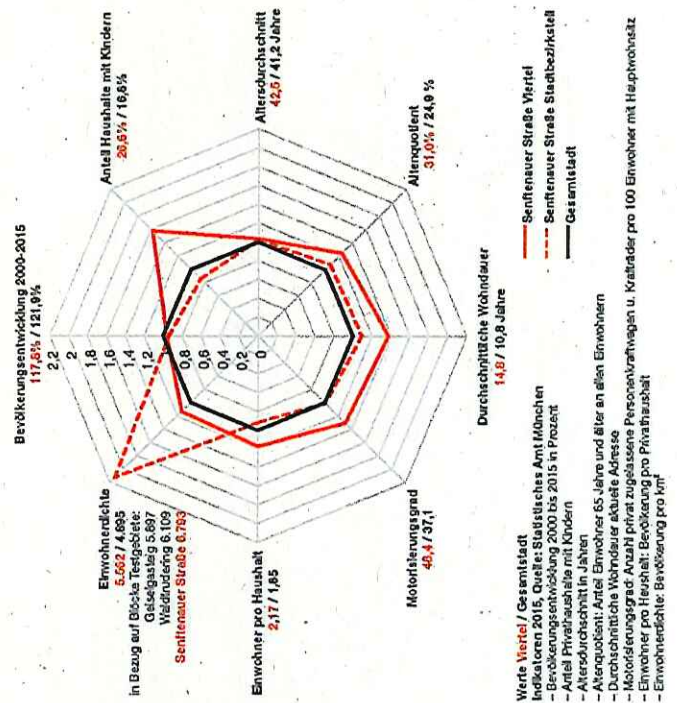 Bevölkerungsentwicklung 2000-2015
117,8% / 121,9%
Anteil Haushalte mit Kindern
26,6% / 16,8%
Altersdurchschnitt
42,5 / 41,2 Jahre
Altenquotient
31,0% / 24,9 %
Durchschnittliche Wohndauer
14,8 / 10,8 Jahre
Motorisierungsgrad
48,4 / 37,1
Einwohner pro Haushalt
2,17 / 1,85
Einwohnerdichte
5.562 / 4.895
in Bezug auf Blöcke Testgebiete:
Geiselgasteig 5.897
Waldtrudering 6.109
Senftenauer Straße 6.793
2,2
2
1,8
1,6
1,4
1,2
1
0,8
0,6
0,4
0,2
0
Senftenauer Straße Viertel
Senftenauer Straße Stadtbezirksteil
Gesamtstadt
Werte Viertel / Gesamtstadt
Indikatoren 2015, Quelle: Statistisches Amt München
– Bevölkerungsentwicklung 2000 bis 2015 in Prozent
– Anteil Privathaushalte mit Kindern
– Altersdurchschnitt in Jahren
– Altenquotient: Anteil Einwohner 65 Jahre und älter an allen Einwohnern
– Durchschnittliche Wohndauer aktuelle Adresse
– Motorisierungsgrad: Anzahl privat zugelassene Personenkraftwagen u. Krafträder pro 100 Einwohner mit Hauptwohnsitz
– Einwohner pro Haushalt: Bevölkerung pro Privathaushalt
– Einwohnerdichte: Bevölkerung pro km²